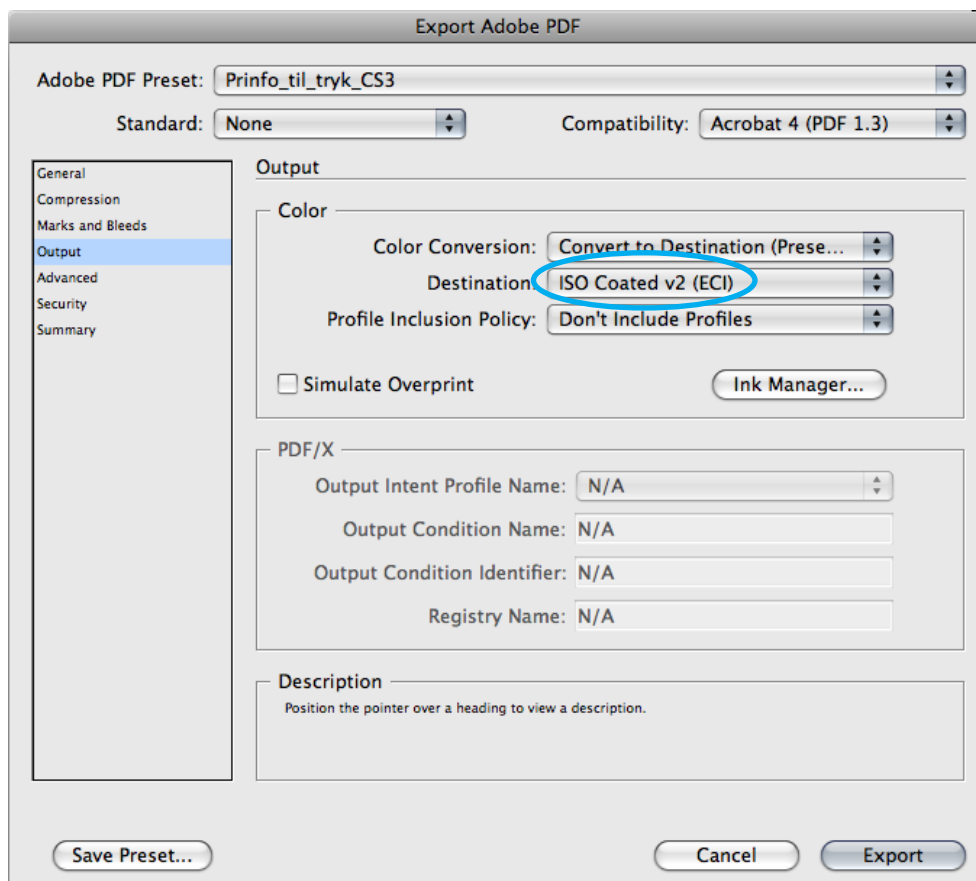 Export Adobe PDF
Adobe PDF Preset: Prinfo_til_tryk_CS3
Standard: None Compatibility: Acrobat 4 (PDF 1.3)
General
Compression
Marks and Bleeds
Output
Advanced
Security
Summary
Output
Color
Color Conversion: Convert to Destination (Prese...
Destination: ISO Coated v2 (ECI)
Profile Inclusion Policy: Don't Include Profiles
Simulate Overprint Ink Manager...
PDF/X
Output Intent Profile Name: N/A
Output Condition Name: N/A
Output Condition Identifier: N/A
Registry Name: N/A
Description
Position the pointer over a heading to view a description.
Save Preset... Cancel Export